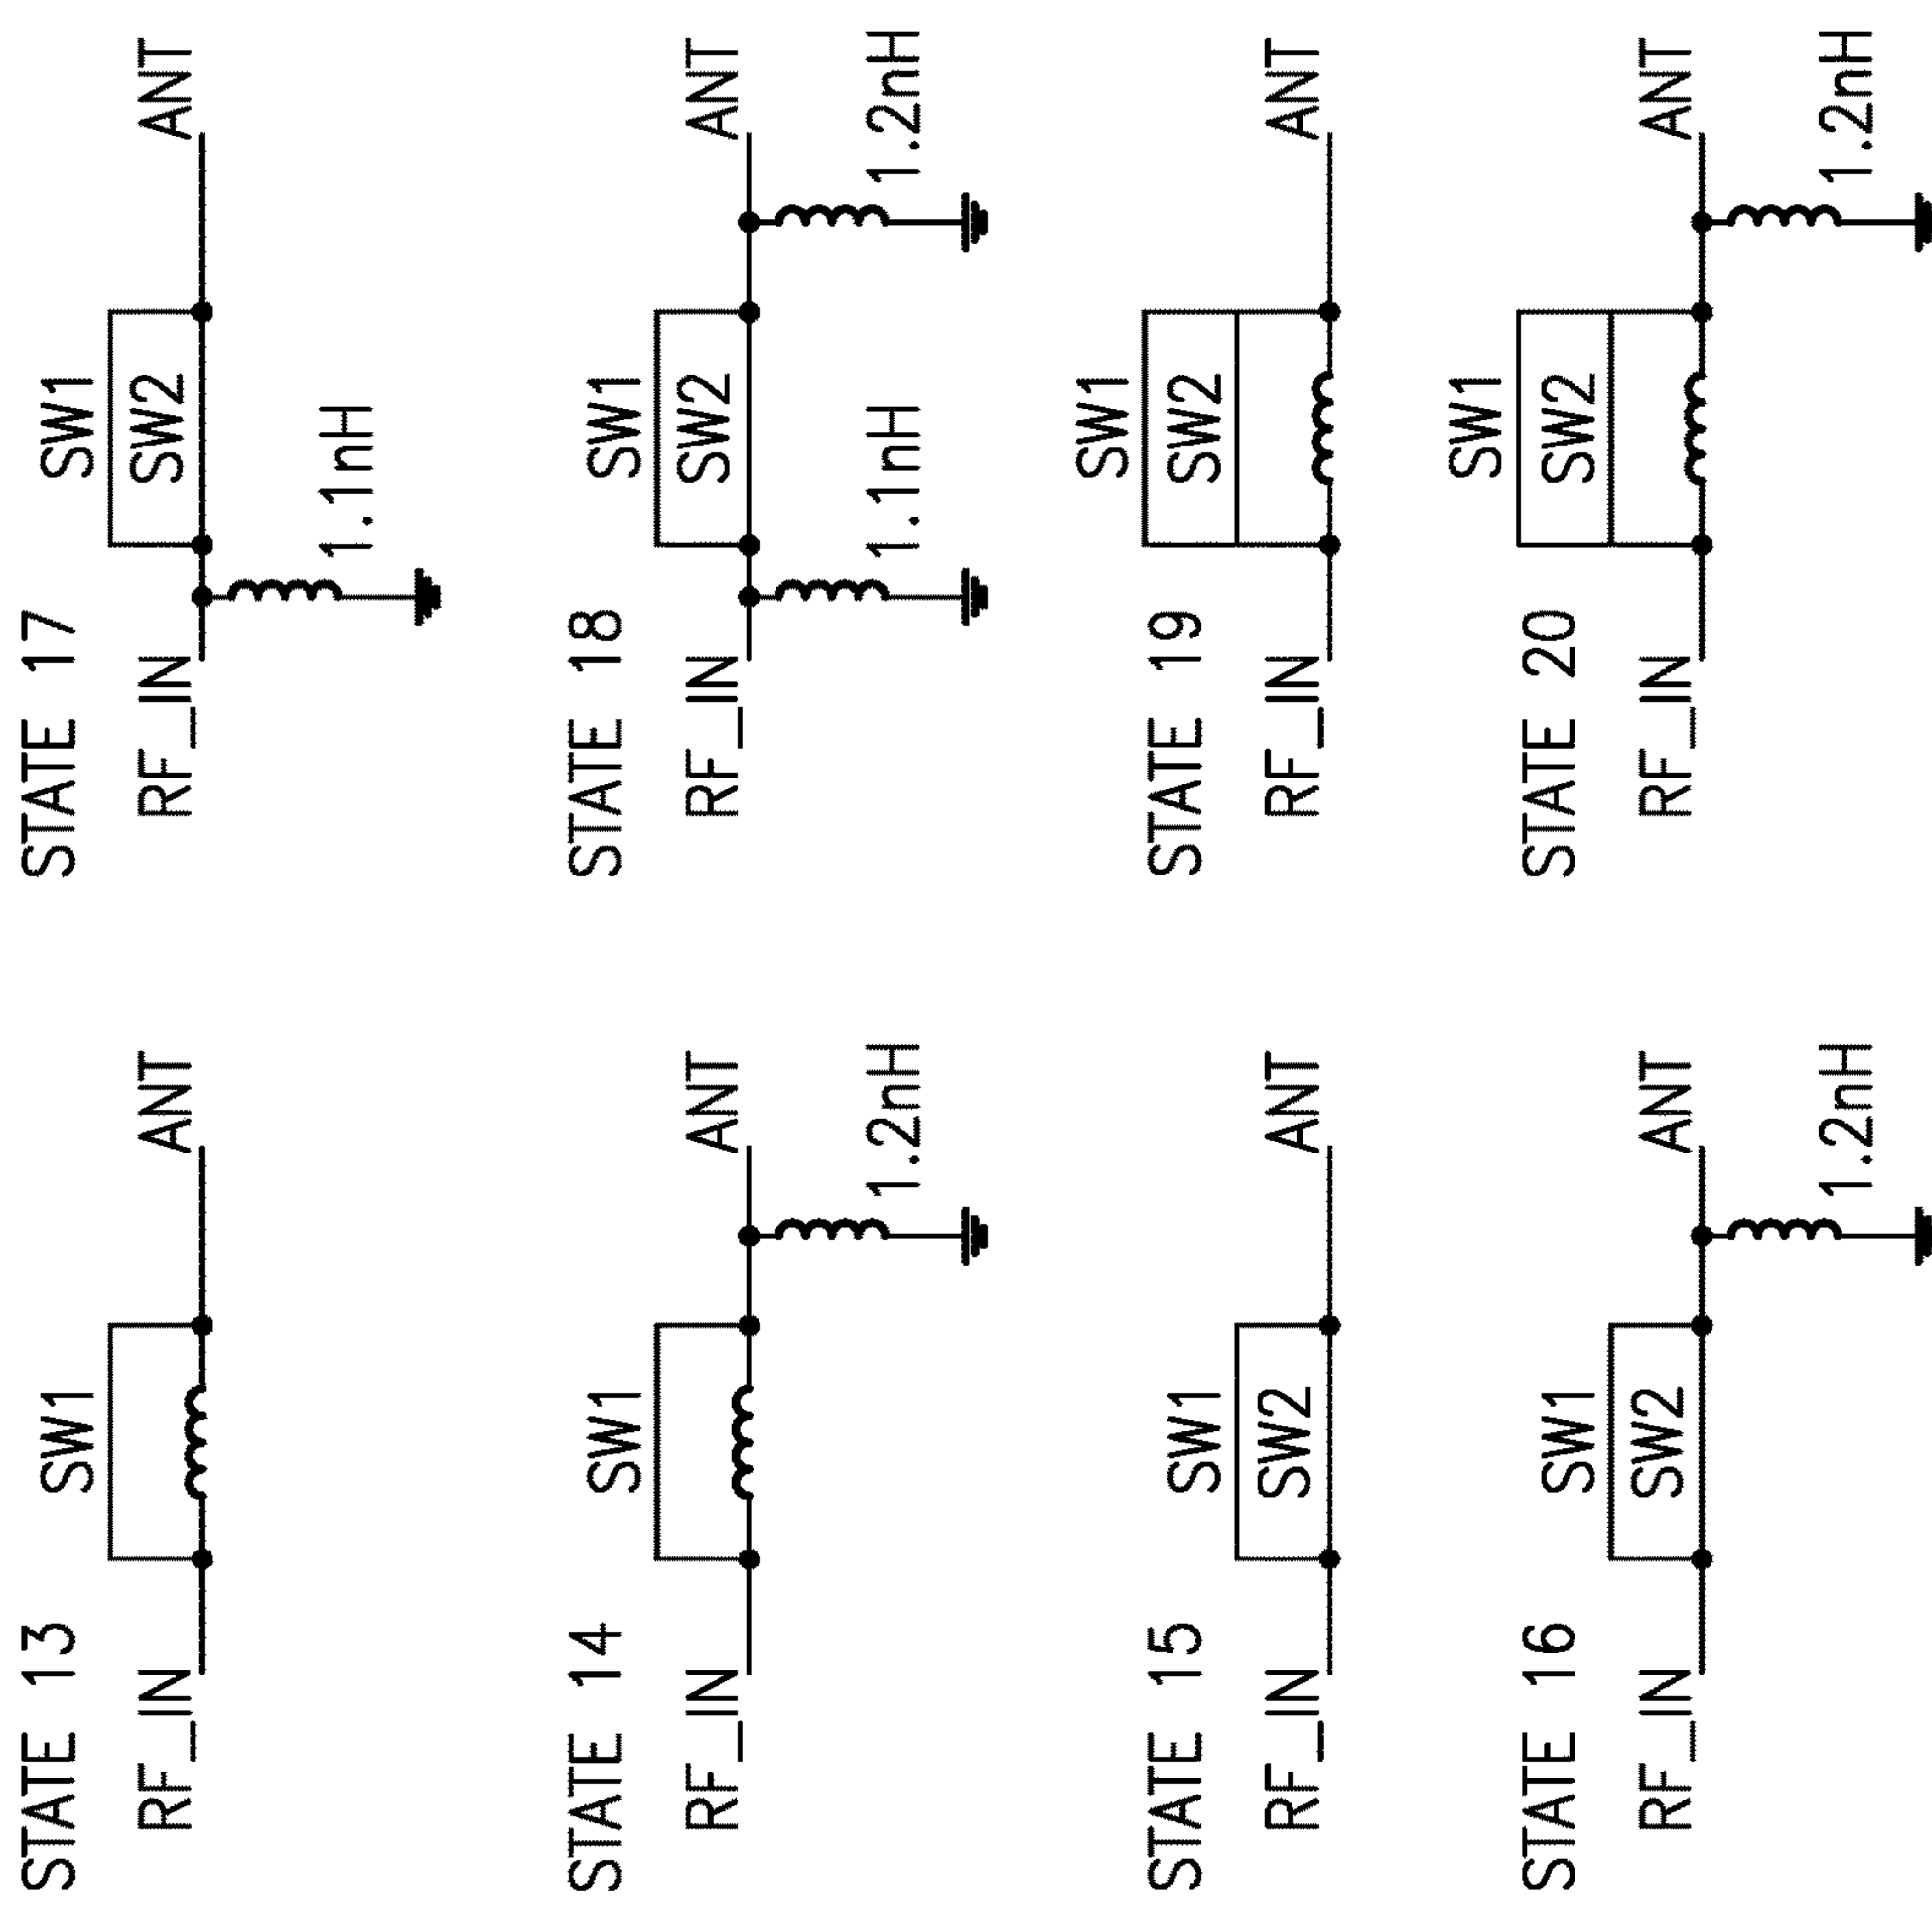 STATE 13
SW1
RF_IN
ANT
STATE 14
SW1
RF_IN
ANT
1.2nH
STATE 15
SW1
SW2
RF_IN
ANT
STATE 16
SW1
SW2
RF_IN
ANT
1.2nH
STATE 17
SW1
SW2
RF_IN
ANT
1.1nH
STATE 18
SW1
SW2
RF_IN
ANT
1.1nH
1.2nH
STATE 19
SW1
SW2
RF_IN
ANT
STATE 20
SW1
SW2
RF_IN
ANT
1.2nH